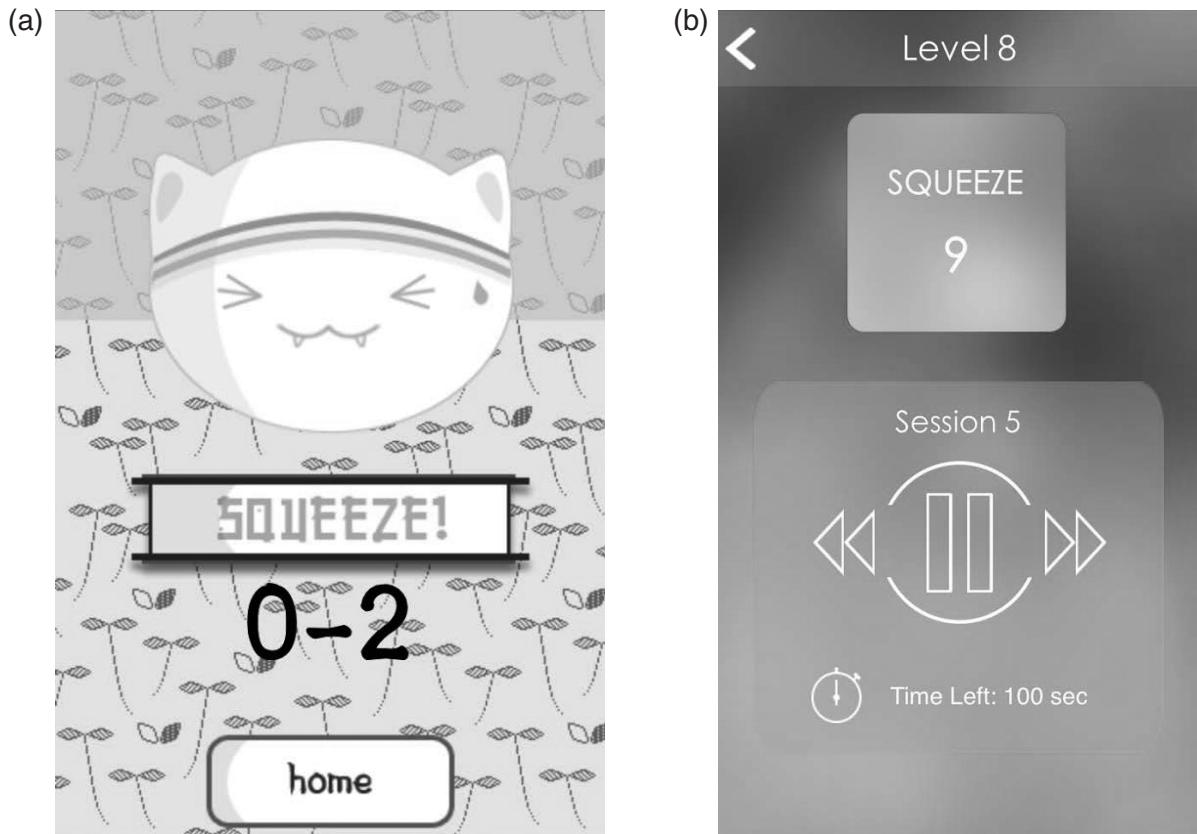 (a)
SQUEEZE!
0-2
home
(b)
Level 8
SQUEEZE
9
Session 5
Time Left: 100 sec